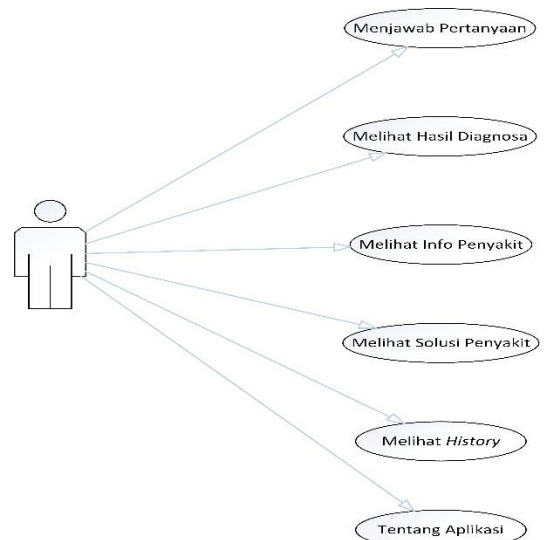 Menjawab Pertanyaan
Melihat Hasil Diagnosa
Melihat Info Penyakit
Melihat Solusi Penyakit
Melihat History
Tentang Aplikasi